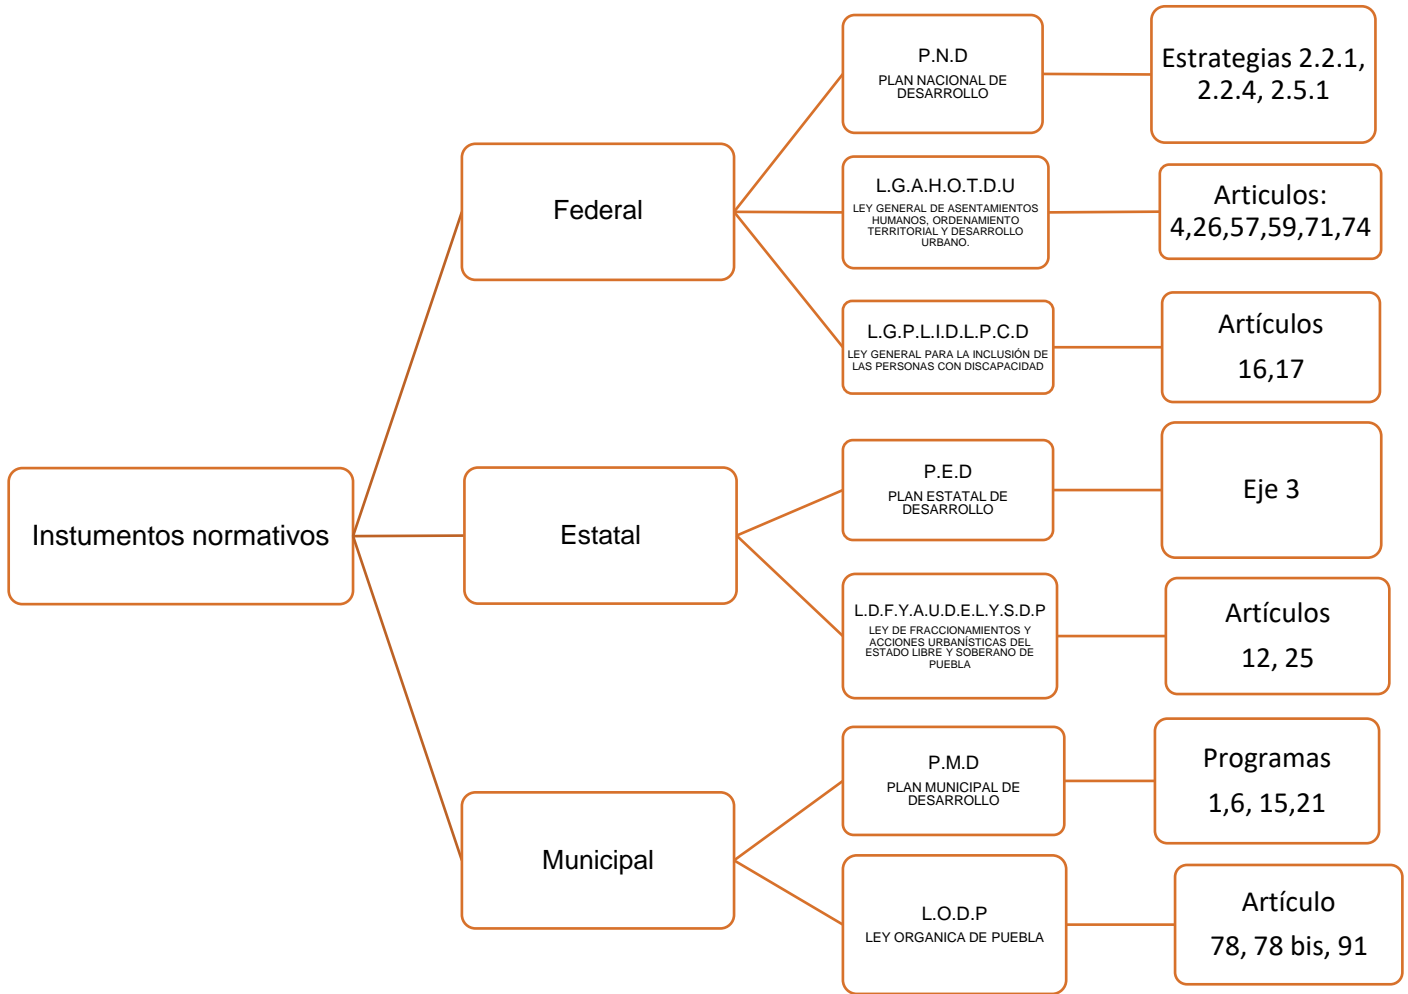 Instumentos normativos
Federal
P.N.D
PLAN NACIONAL DE
DESARROLLO
Estrategias 2.2.1,
2.2.4, 2.5.1
L.G.A.H.O.T.D.U
LEY GENERAL DE ASENTAMIENTOS
HUMANOS, ORDENAMIENTO
TERRITORIAL Y DESARROLLO
URBANO.
Articulos:
4,26,57,59,71,74
L.G.P.L.I.D.L.P.C.D
LEY GENERAL PARA LA INCLUSIÓN DE
LAS PERSONAS CON DISCAPACIDAD
Artículos
16,17
Estatal
P.E.D
PLAN ESTATAL DE
DESARROLLO
Eje 3
L.D.F.Y.A.U.D.E.L.Y.S.D.P
LEY DE FRACCIONAMIENTOS Y
ACCIONES URBANÍSTICAS DEL
ESTADO LIBRE Y SOBERANO DE
PUEBLA
Artículos
12, 25
Municipal
P.M.D
PLAN MUNICIPAL DE
DESARROLLO
Programas
1,6, 15,21
L.O.D.P
LEY ORGANICA DE PUEBLA
Artículo
78, 78 bis, 91